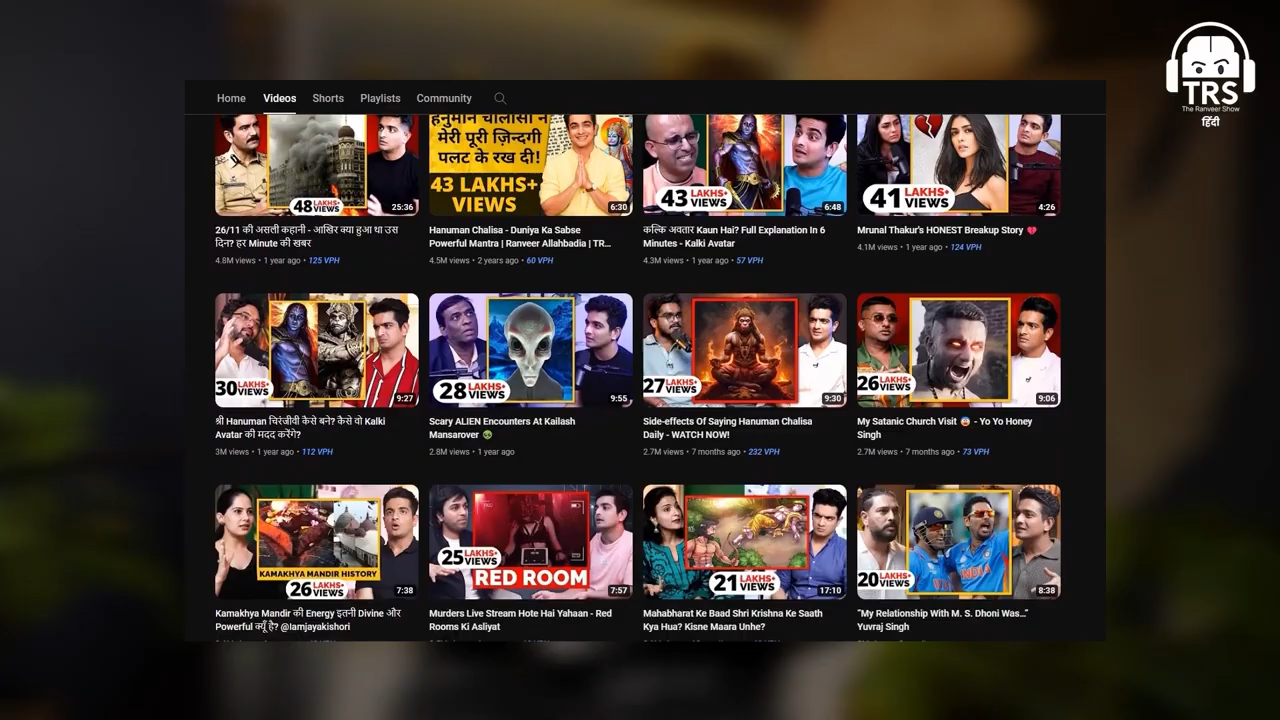 TRS
The Ranveer Show
हिंदी
Home Videos Shorts Playlists Community
48 LAKHS+ VIEWS
25:36
हनुमान चालीसा ने
मेरी पूरी ज़िन्दगी
पलट के रख दी!
43 LAKHS+
VIEWS
6:30
43 LAKHS+ VIEWS
6:48
41 LAKHS+ VIEWS
4:26
26/11 की असली कहानी - आखिर क्या हुआ था उस
दिन? हर Minute की खबर
4.8M views • 1 year ago • 125 VPH
Hanuman Chalisa - Duniya Ka Sabse
Powerful Mantra | Ranveer Allahbadia | TR...
4.5M views • 2 years ago • 60 VPH
कल्कि अवतार Kaun Hai? Full Explanation In 6
Minutes - Kalki Avatar
4.3M views • 1 year ago • 57 VPH
Mrunal Thakur's HONEST Breakup Story 💔
4.1M views • 1 year ago • 124 VPH
30 LAKHS+ VIEWS
9:27
28 LAKHS+ VIEWS
9:55
27 LAKHS+ VIEWS
9:30
26 LAKHS+ VIEWS
9:06
श्री Hanuman चिरंजीवी कैसे बने? कैसे वो Kalki
Avatar की मदद करेंगे?
3M views • 1 year ago • 112 VPH
Scary ALIEN Encounters At Kailash
Mansarover 👽
2.8M views • 1 year ago
Side-effects Of Saying Hanuman Chalisa
Daily - WATCH NOW!
2.7M views • 7 months ago • 232 VPH
My Satanic Church Visit 😨 - Yo Yo Honey
Singh
2.7M views • 7 months ago • 73 VPH
KAMAKHYA MANDIR HISTORY
26 LAKHS+ VIEWS
7:38
25 LAKHS+ VIEWS
RED ROOM
7:57
21 LAKHS+ VIEWS
17:10
20 LAKHS+ VIEWS
INDIA
8:38
Kamakhya Mandir की Energy इतनी Divine और
Powerful क्यूँ है? @Iamjayakishori
Murders Live Stream Hote Hai Yahaan - Red
Rooms Ki Asliyat
Mahabharat Ke Baad Shri Krishna Ke Saath
Kya Hua? Kisne Maara Unhe?
"My Relationship With M. S. Dhoni Was..."
Yuvraj Singh